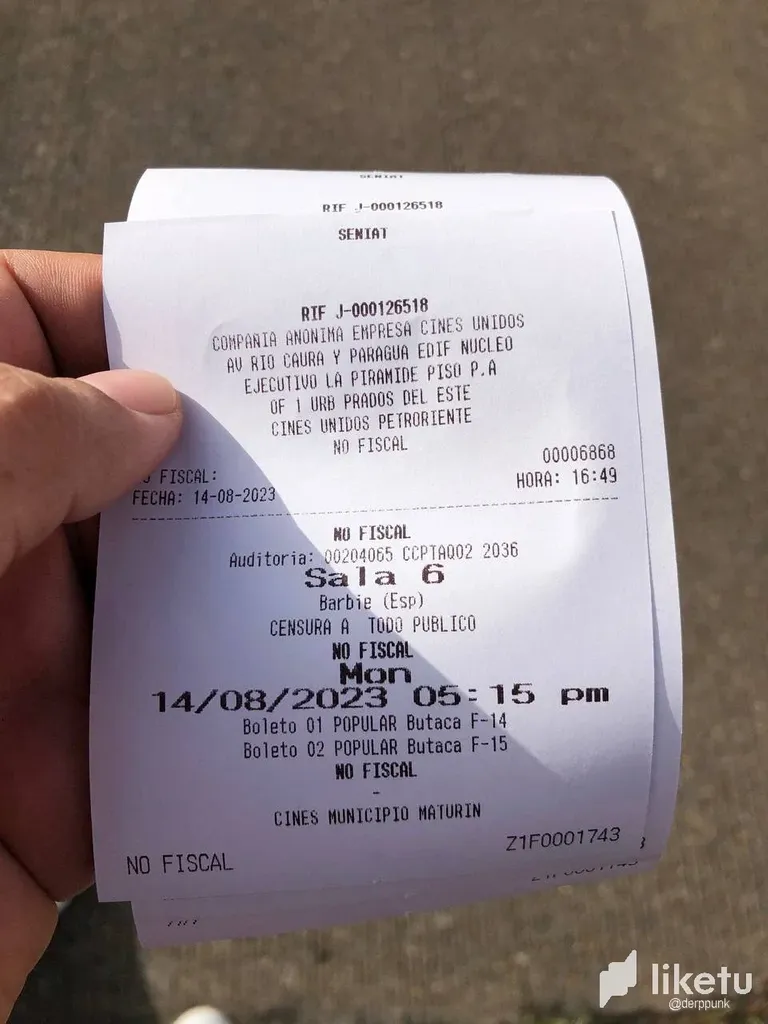 SENIAT
RIF J-000126518
SENIAT
RIF J-000126518
COMPAÑIA ANONIMA EMPRESA CINES UNIDOS
AV RIO CAURA Y PARAGUA EDIF NUCLEO
EJECUTIVO LA PIRAMIDE PISO P.A
OF 1 URB PRADOS DEL ESTE
CINES UNIDOS PETRORIENTE
NO FISCAL
00006868
FISCAL:
FECHA: 14-08-2023 HORA: 16:49
NO FISCAL
Auditoria: 00204065 CCPTAQ02 2036
Sala 6
Barbie (Esp)
CENSURA A TODO PUBLICO
NO FISCAL
Mon
14/08/2023 05:15 pm
Boleto 01 POPULAR Butaca F-14
Boleto 02 POPULAR Butaca F-15
NO FISCAL
-
CINES MUNICIPIO MATURIN
NO FISCAL Z1F0001743
liketu
@derppunk